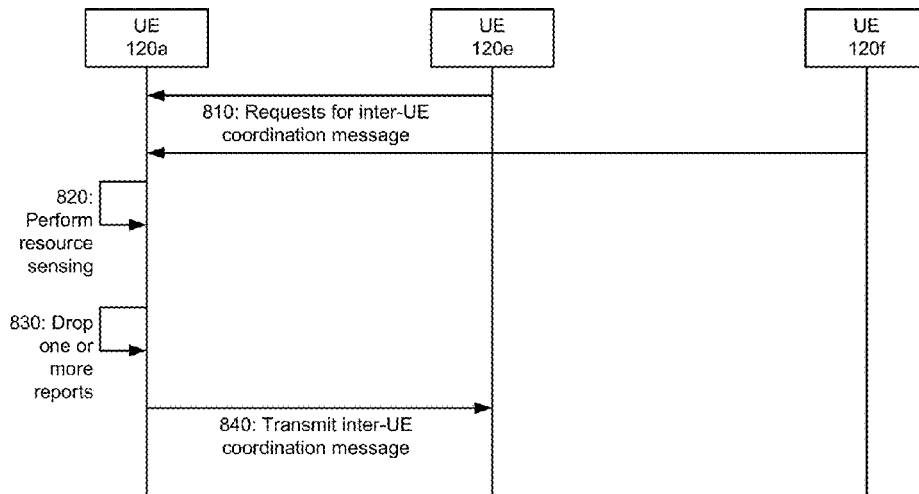 UE
120a
UE
120e
UE
120f
810: Requests for inter-UE
coordination message
820:
Perform
resource
sensing
830: Drop
one or
more
reports
840: Transmit inter-UE
coordination message